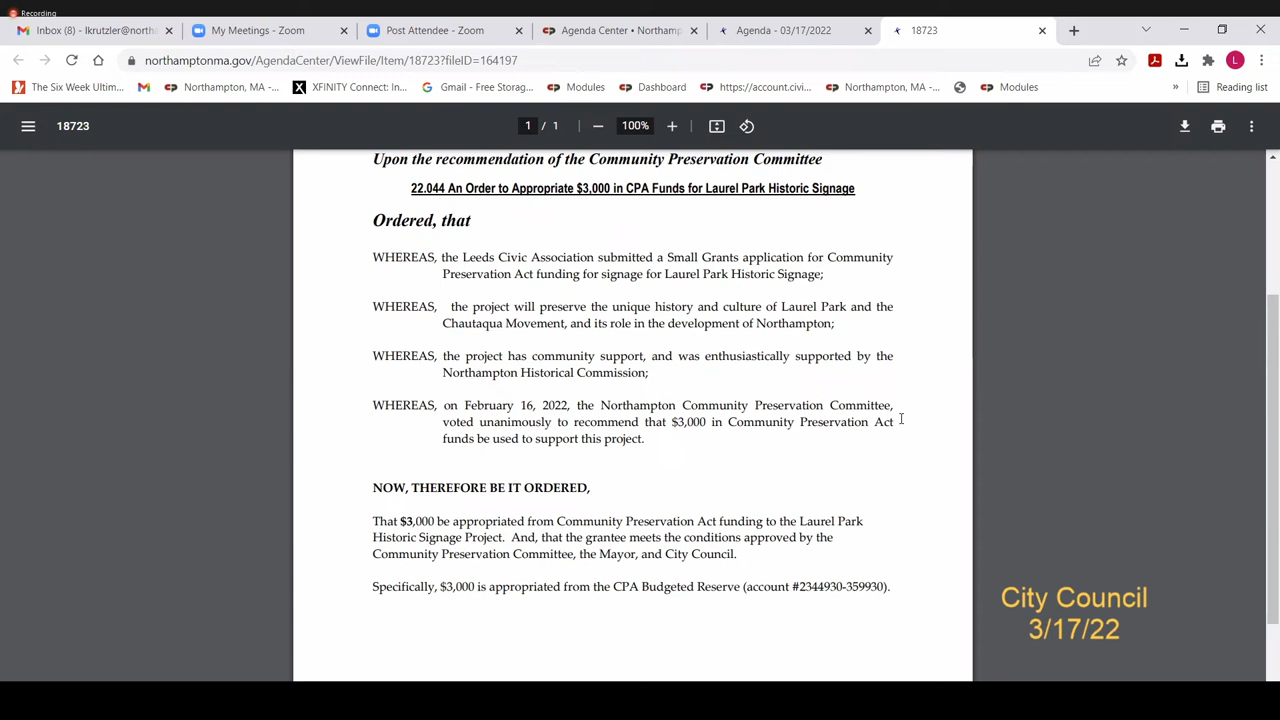 Recording
Inbox (8) - lkrutzler@north
My Meetings - Zoom
Post Attendee - Zoom
Agenda Center • Northamp
Agenda - 03/17/2022
18723
northamptonma.gov/AgendaCenter/ViewFile/Item/18723?fileID=164197
L
The Six Week Ultim...
Northampton, MA -...
XFINITY Connect: In...
Gmail - Free Storag...
Modules
Dashboard
https://account.civi...
Northampton, MA -...
Modules
»
Reading list
18723
1 / 1
100%
Upon the recommendation of the Community Preservation Committee
22.044 An Order to Appropriate $3,000 in CPA Funds for Laurel Park Historic Signage
Ordered, that
WHEREAS, the Leeds Civic Association submitted a Small Grants application for Community
Preservation Act funding for signage for Laurel Park Historic Signage;
WHEREAS, the project will preserve the unique history and culture of Laurel Park and the
Chautaqua Movement, and its role in the development of Northampton;
WHEREAS, the project has community support, and was enthusiastically supported by the
Northampton Historical Commission;
WHEREAS, on February 16, 2022, the Northampton Community Preservation Committee,
voted unanimously to recommend that $3,000 in Community Preservation Act
funds be used to support this project.
NOW, THEREFORE BE IT ORDERED,
That $3,000 be appropriated from Community Preservation Act funding to the Laurel Park
Historic Signage Project. And, that the grantee meets the conditions approved by the
Community Preservation Committee, the Mayor, and City Council.
Specifically, $3,000 is appropriated from the CPA Budgeted Reserve (account #2344930-359930).
City Council
3/17/22